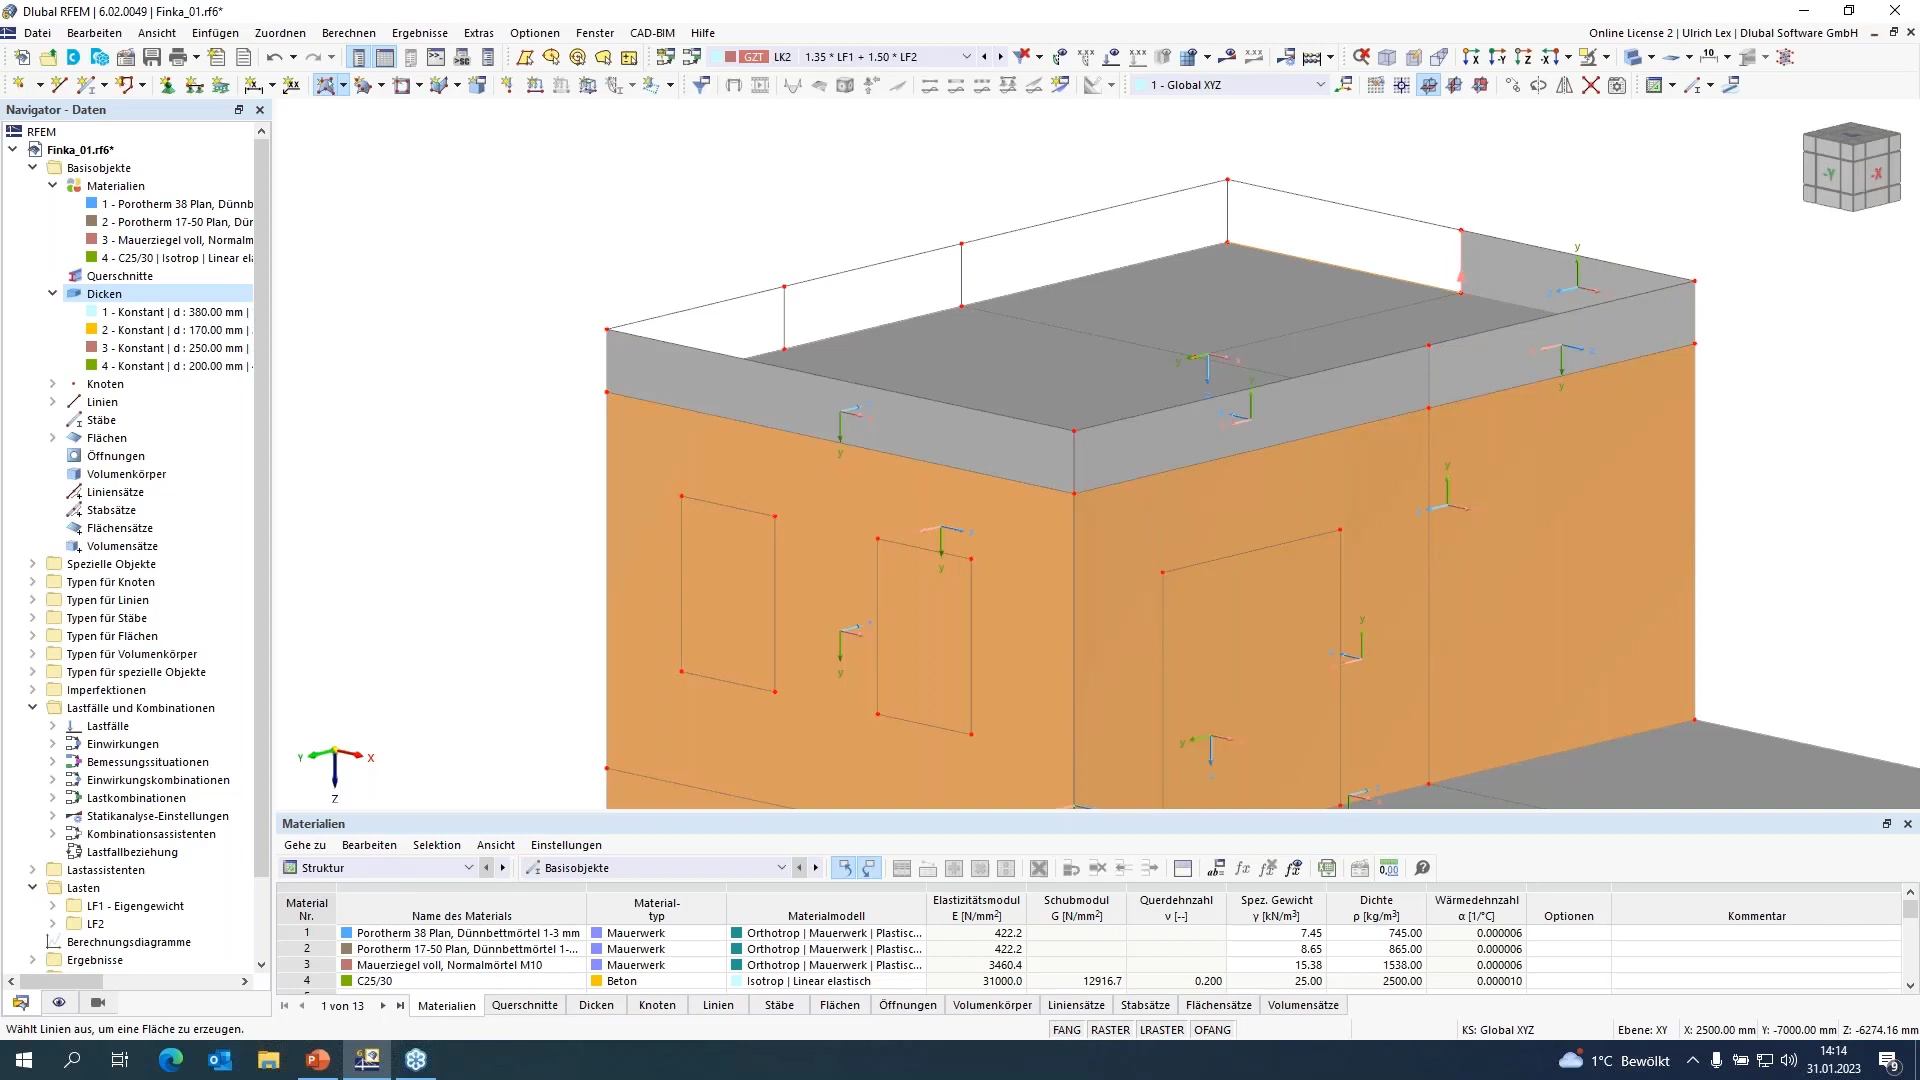 Dlubal RFEM | 6.02.0049 | Finka_01.rf6*
Datei Bearbeiten Ansicht Einfügen Zuordnen Berechnen Ergebnisse Extras Optionen Fenster CAD-BIM Hilfe
Online License 2 | Ulrich Lex | Dlubal Software GmbH
GZT LK2 1.35 * LF1 + 1.50 * LF2
1 - Global XYZ
Navigator - Daten
RFEM
Finka_01.rf6*
Basisobjekte
Materialien
1 - Porotherm 38 Plan, Dünnb
2 - Porotherm 17-50 Plan, Dür
3 - Mauerziegel voll, Normalm
4 - C25/30 | Isotrop | Linear el
Querschnitte
Dicken
1 - Konstant | d : 380.00 mm |
2 - Konstant | d : 170.00 mm |
3 - Konstant | d : 250.00 mm |
4 - Konstant | d : 200.00 mm |
Knoten
Linien
Stäbe
Flächen
Öffnungen
Volumenkörper
Liniensätze
Stabsätze
Flächensätze
Volumensätze
Spezielle Objekte
Typen für Knoten
Typen für Linien
Typen für Stäbe
Typen für Flächen
Typen für Volumenkörper
Typen für spezielle Objekte
Imperfektionen
Lastfälle und Kombinationen
Lastfälle
Einwirkungen
Bemessungssituationen
Einwirkungskombinationen
Lastkombinationen
Statikanalyse-Einstellungen
Kombinationsassistenten
Lastfallbeziehung
Lastassistenten
Lasten
LF1 - Eigengewicht
LF2
Berechnungsdiagramme
Ergebnisse
-Y -X
Y X
Z
Materialien
Gehe zu Bearbeiten Selektion Ansicht Einstellungen
Struktur Basisobjekte
Material Nr. Name des Materials Material-typ Materialmodell Elastizitätsmodul E [N/mm²] Schubmodul G [N/mm²] Querdehnzahl ν [--] Spez. Gewicht γ [kN/m³] Dichte ρ [kg/m³] Wärmedehnzahl α [1/°C] Optionen Kommentar
1 Porotherm 38 Plan, Dünnbettmörtel 1-3 mm Mauerwerk Orthotrop | Mauerwerk | Plastisc... 422.2 7.45 745.00 0.000006
2 Porotherm 17-50 Plan, Dünnbettmörtel 1-... Mauerwerk Orthotrop | Mauerwerk | Plastisc... 422.2 8.65 865.00 0.000006
3 Mauerziegel voll, Normalmörtel M10 Mauerwerk Orthotrop | Mauerwerk | Plastisc... 3460.4 15.38 1538.00 0.000006
4 C25/30 Beton Isotrop | Linear elastisch 31000.0 12916.7 0.200 25.00 2500.00 0.000010
1 von 13 Materialien Querschnitte Dicken Knoten Linien Stäbe Flächen Öffnungen Volumenkörper Liniensätze Stabsätze Flächensätze Volumensätze
Wählt Linien aus, um eine Fläche zu erzeugen.
FANG RASTER LRASTER OFANG
KS: Global XYZ Ebene: XY X: 2500.00 mm Y: -7000.00 mm Z: -6274.16 mm
1°C Bewölkt
14:14
31.01.2023
9